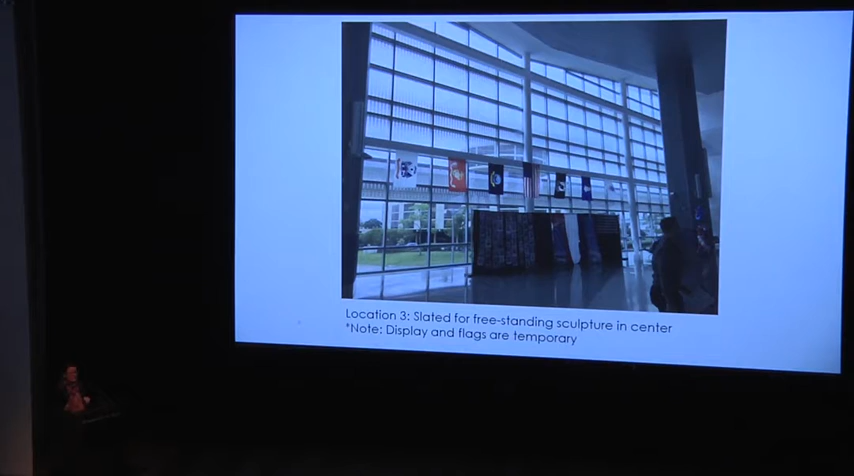 Location 3: Slated for free-standing sculpture in center
*Note: Display and flags are temporary